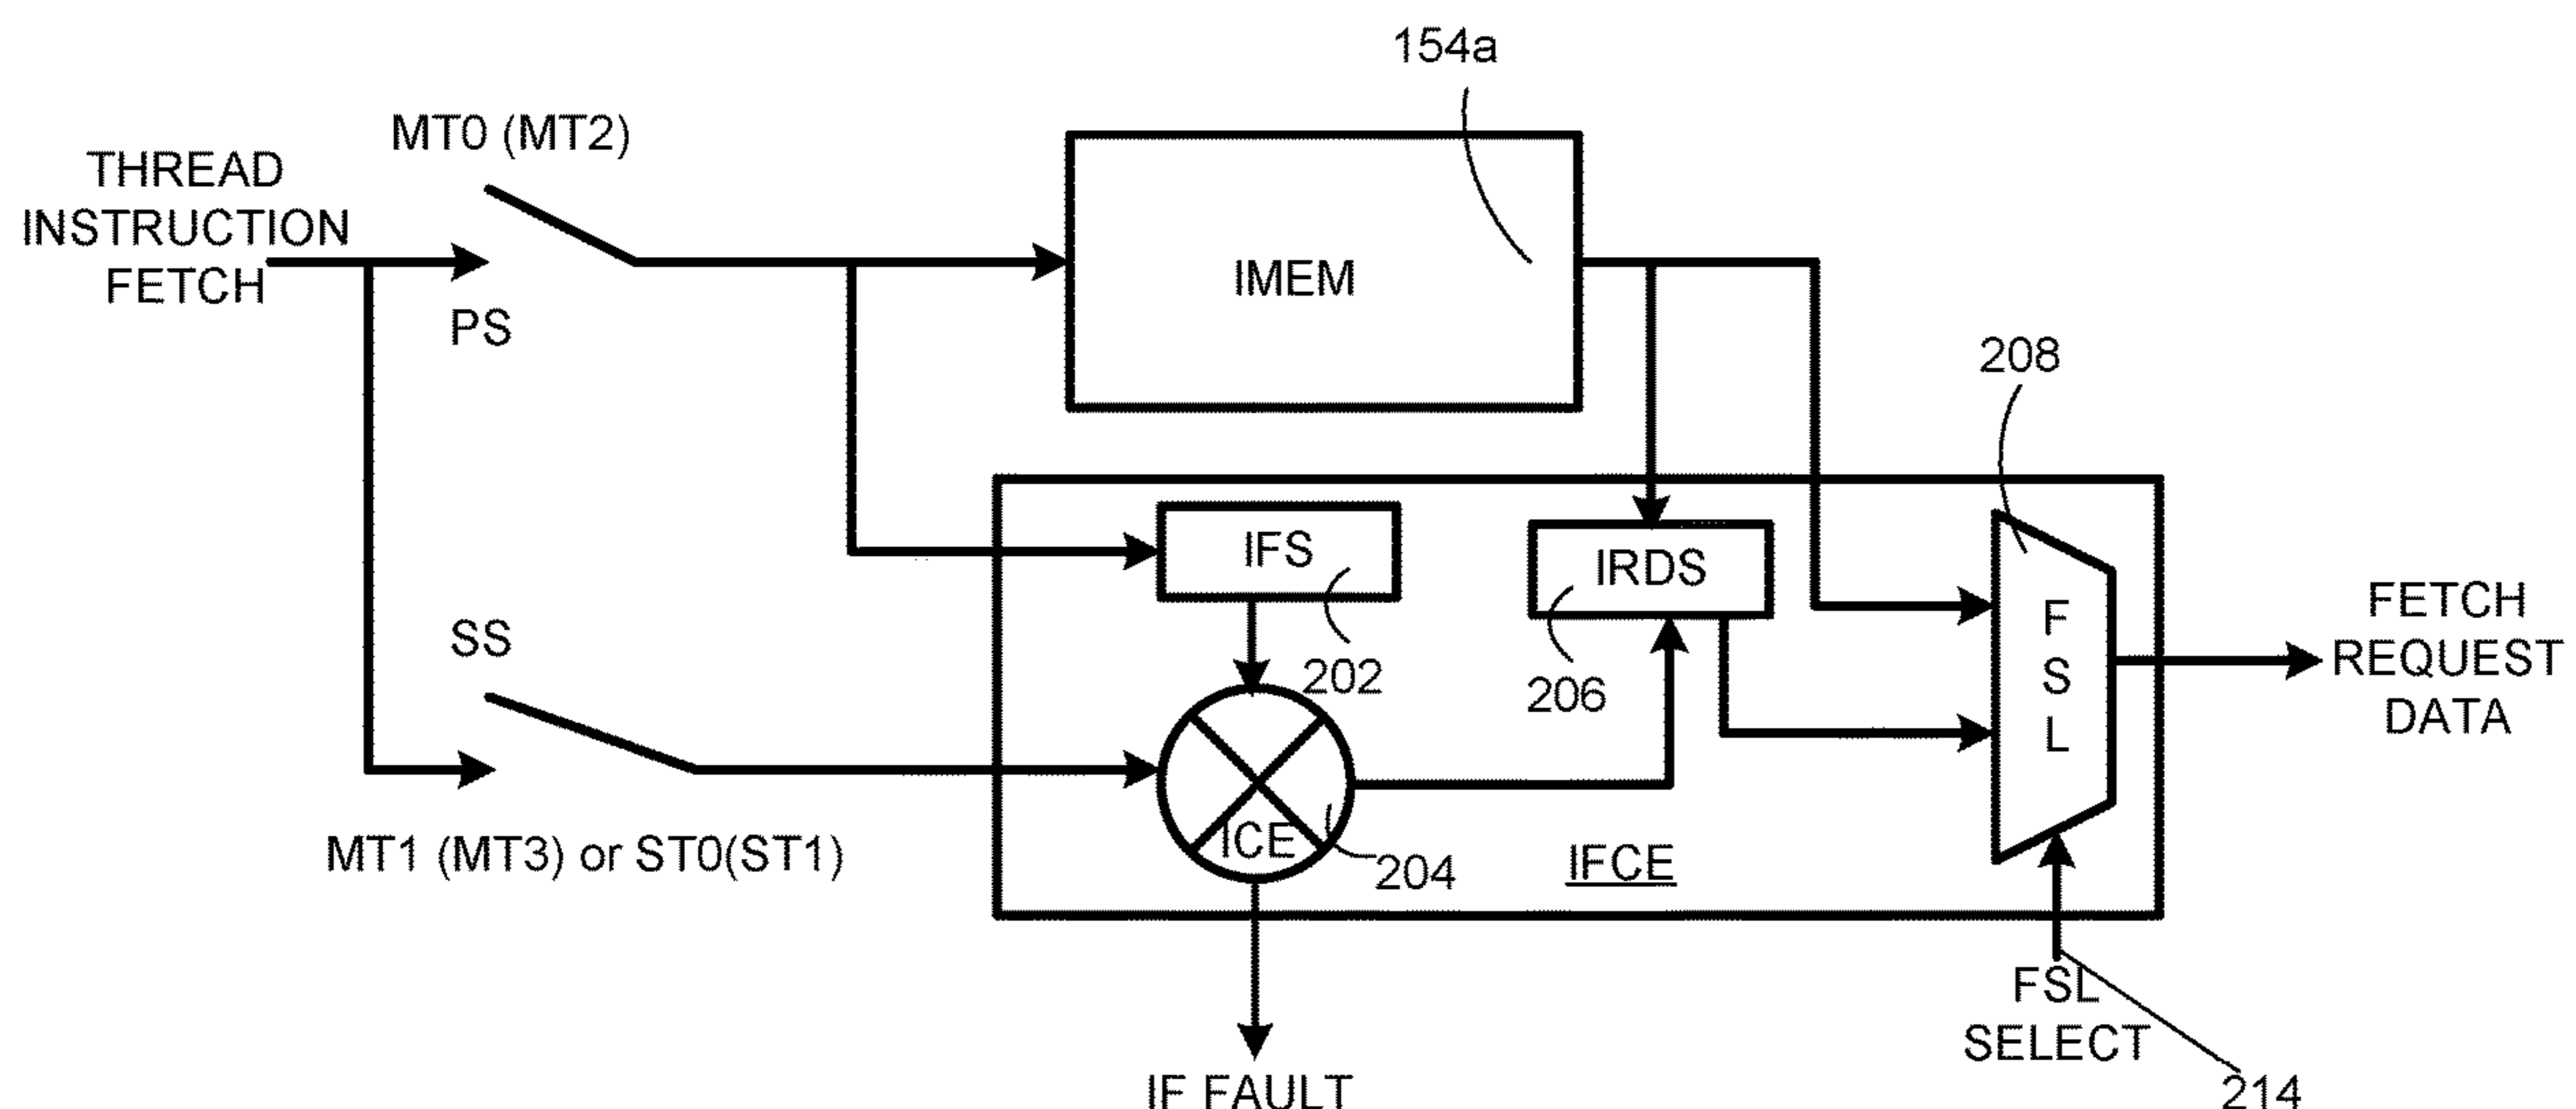 154a
MT0 (MT2)
THREAD
INSTRUCTION
FETCH
PS
IMEM
208
IFS
IRDS
202
206
F
S
L
FETCH
REQUEST
DATA
SS
ICE
204
IFCE
MT1 (MT3) or ST0(ST1)
FSL
SELECT
214
IF FAULT